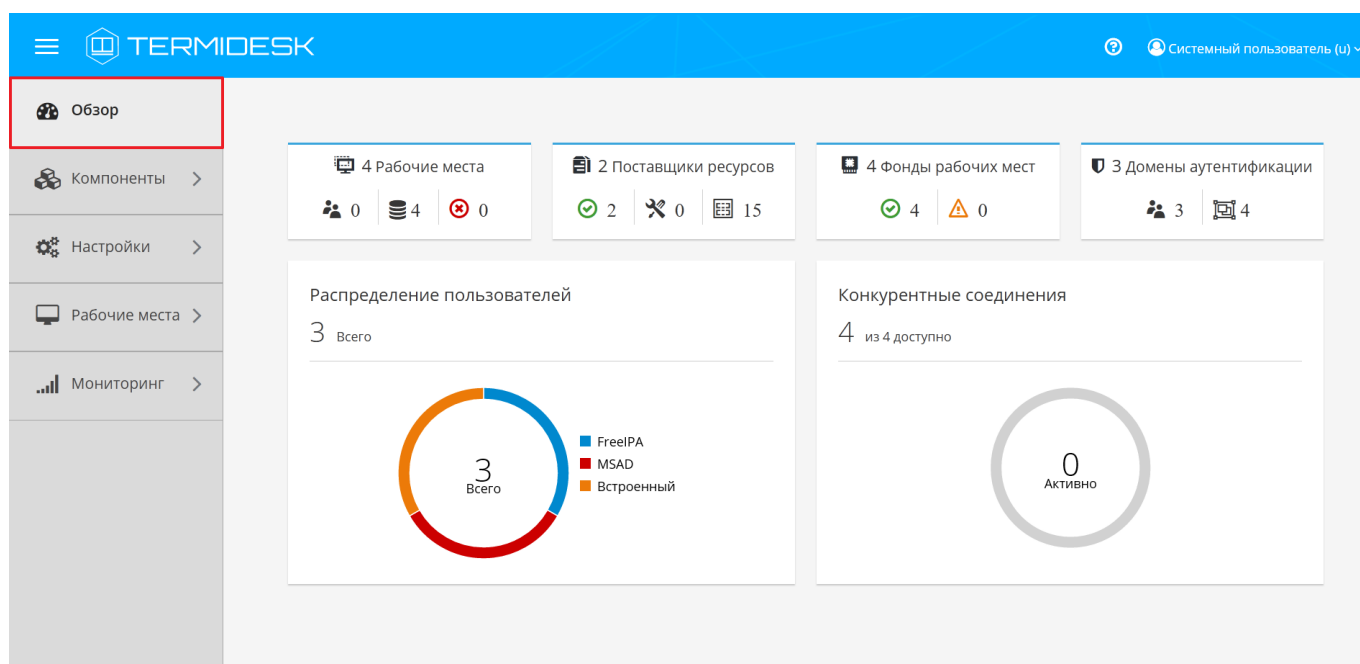 TERMIDESK
Системный пользователь (u)
Обзор
Компоненты
Настройки
Рабочие места
Мониторинг
4 Рабочие места
0 4 0
2 Поставщики ресурсов
2 0 15
4 Фонды рабочих мест
4 0
3 Домены аутентификации
3 4
Распределение пользователей
3 Всего
3
Всего
FreeIPA
MSAD
Встроенный
Конкурентные соединения
4 из 4 доступно
0
Активно